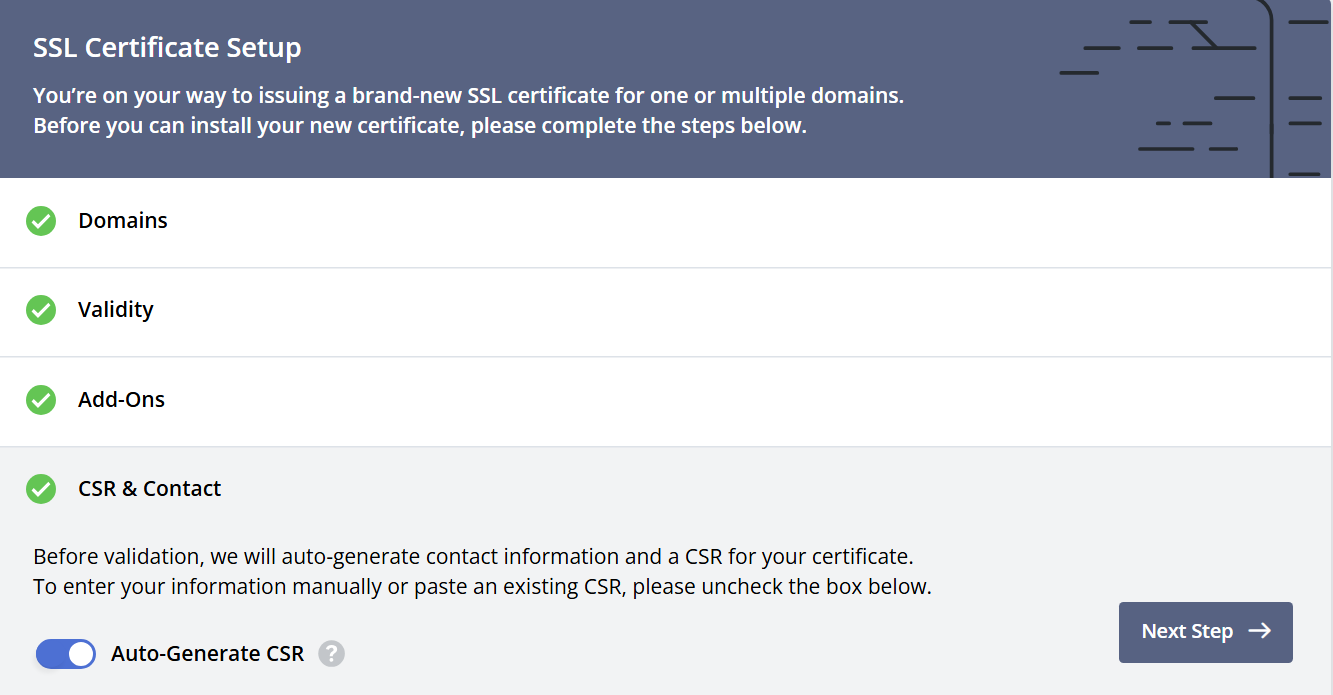 SSL Certificate Setup
You’re on your way to issuing a brand-new SSL certificate for one or multiple domains.
Before you can install your new certificate, please complete the steps below.
Domains
Validity
Add-Ons
CSR & Contact
Before validation, we will auto-generate contact information and a CSR for your certificate.
To enter your information manually or paste an existing CSR, please uncheck the box below.
Auto-Generate CSR ?
Next Step →